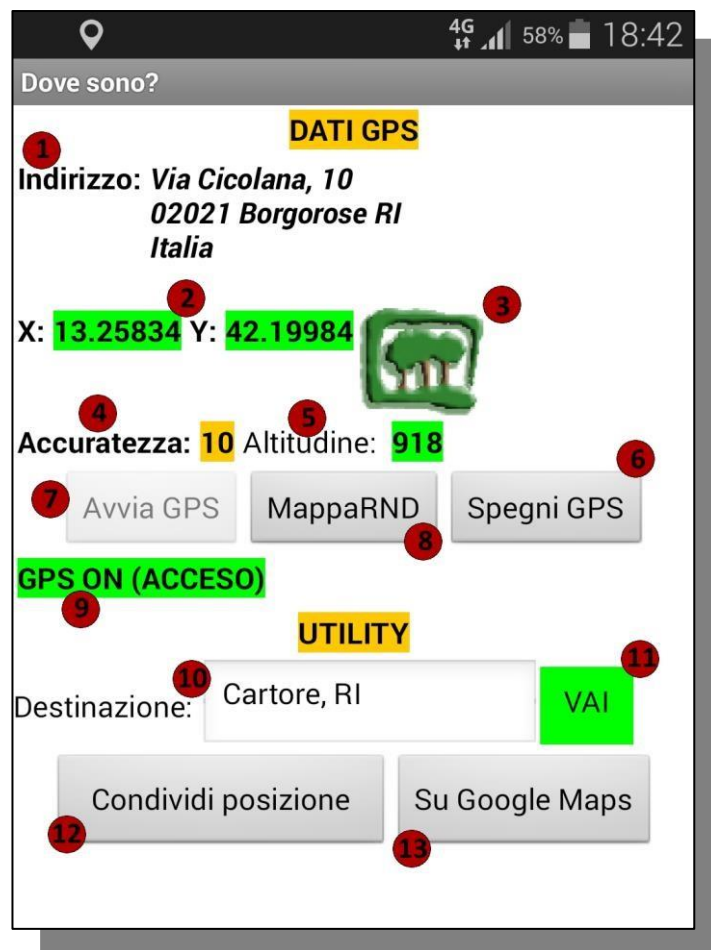 4G 58% 18:42
Dove sono?
DATI GPS
1
Indirizzo: Via Cicolana, 10
02021 Borgorose RI
Italia
2
3
X: 13.25834 Y: 42.19984
4
5
Accuratezza: 10 Altitudine: 918
6
7
Avvia GPS MappaRND Spegni GPS
8
GPS ON (ACCESO)
9
UTILITY
10
11
Destinazione: Cartore, RI VAI
Condividi posizione Su Google Maps
12
13